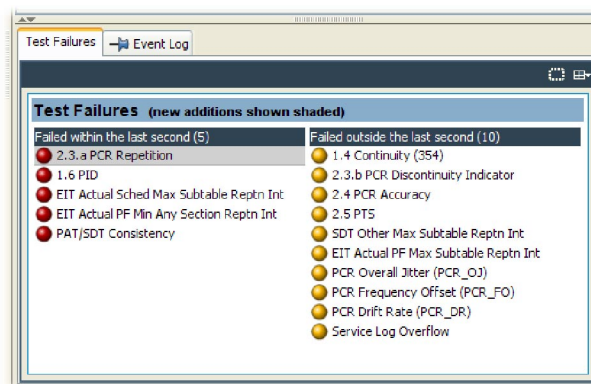 Test Failures
Event Log
Test Failures (new additions shown shaded)
Failed within the last second (5)
2.3.a PCR Repetition
1.6 PID
EIT Actual Sched Max Subtable Reptn Int
EIT Actual PF Min Any Section Reptn Int
PAT/SDT Consistency
Failed outside the last second (10)
1.4 Continuity (354)
2.3.b PCR Discontinuity Indicator
2.4 PCR Accuracy
2.5 PTS
SDT Other Max Subtable Reptn Int
EIT Actual PF Max Subtable Reptn Int
PCR Overall Jitter (PCR_OJ)
PCR Frequency Offset (PCR_FO)
PCR Drift Rate (PCR_DR)
Service Log Overflow